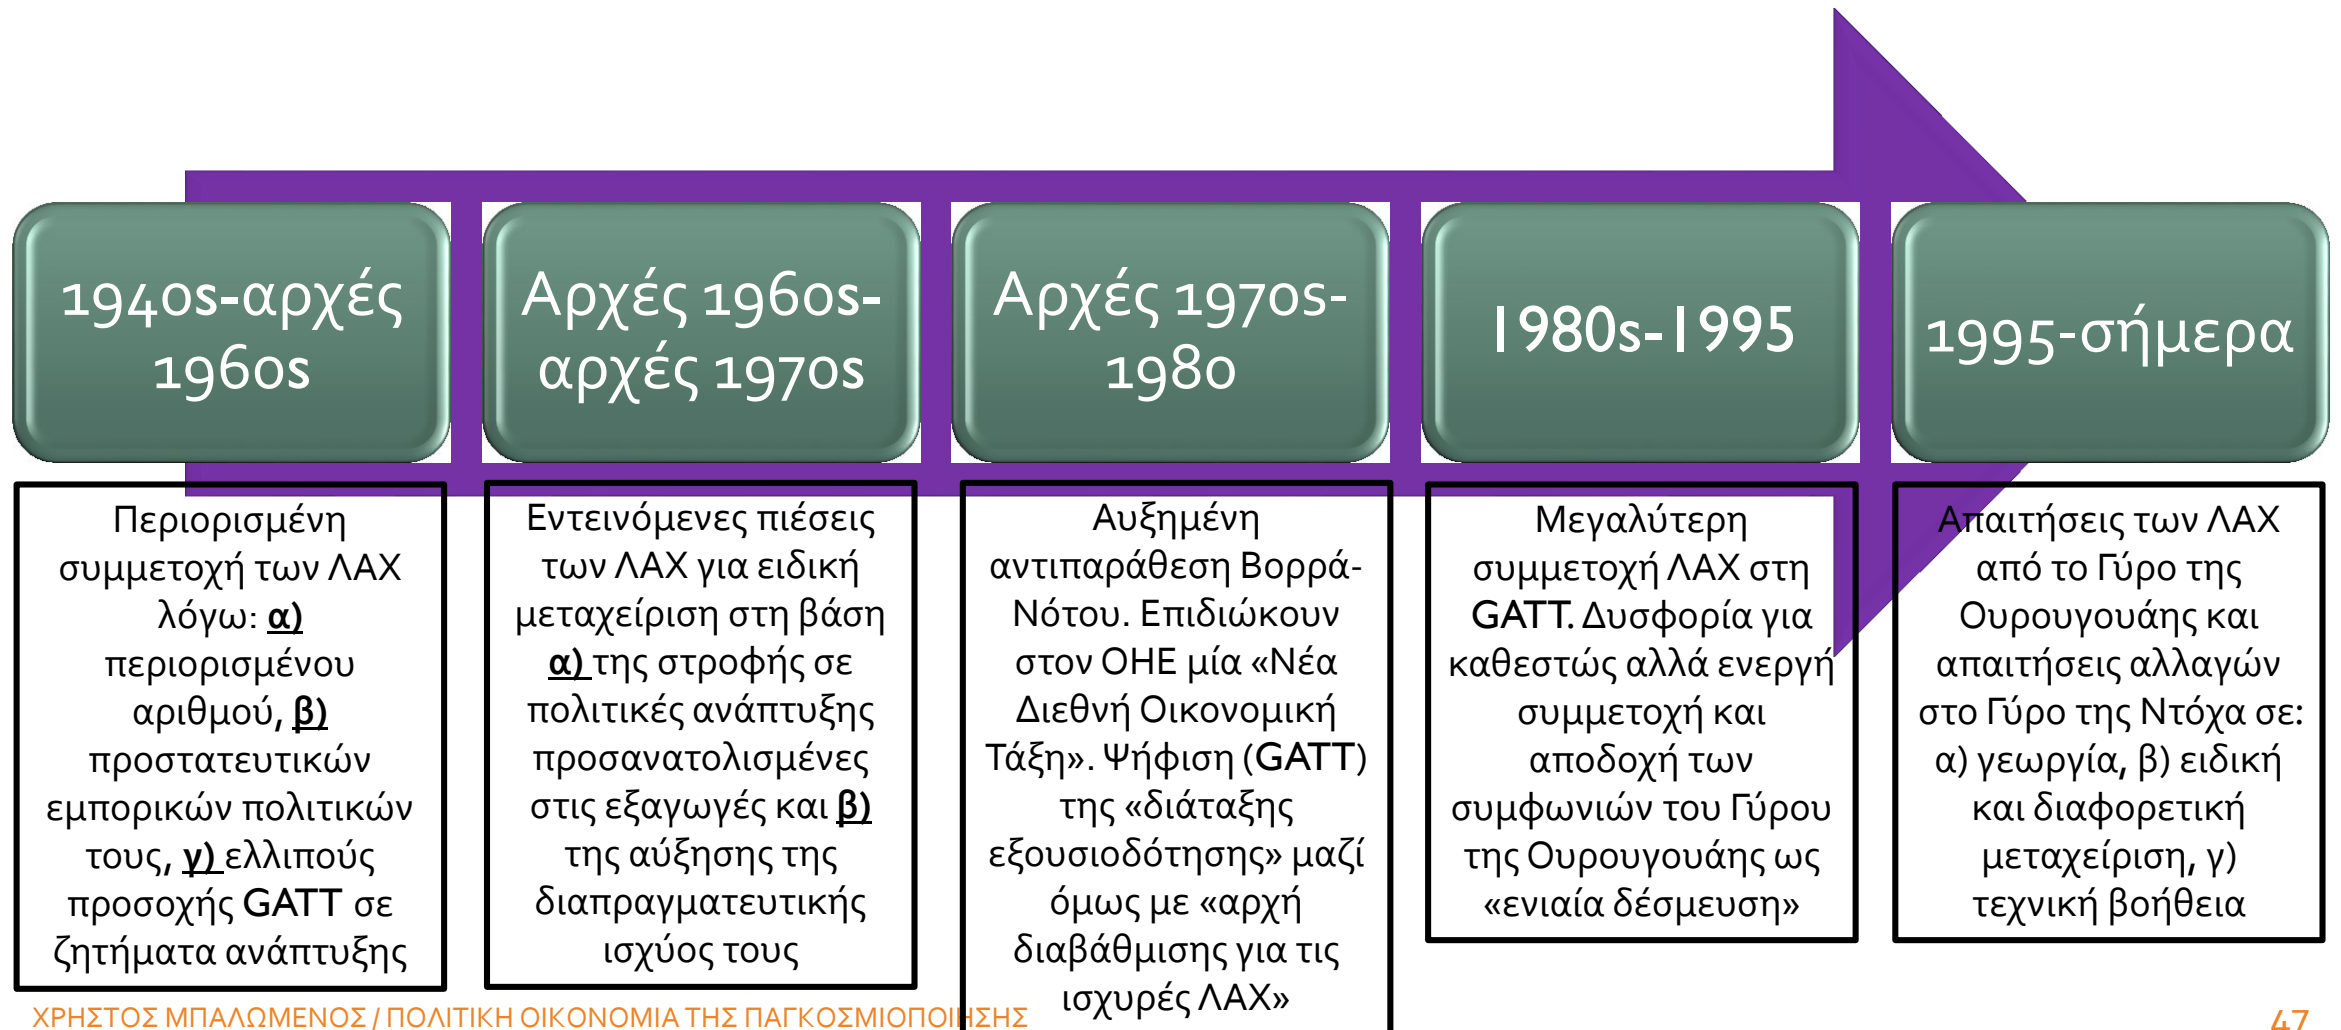 1940s-αρχές
1960s
Αρχές 1960s-
αρχές 1970s
Αρχές 1970s-
1980
1980s-1995
1995-σήμερα
Περιορισμένη
συμμετοχή των ΛΑΧ
λόγω: α)
περιορισμένου
αριθμού, β)
προστατευτικών
εμπορικών πολιτικών
τους, γ) ελλιπούς
προσοχής GATT σε
ζητήματα ανάπτυξης
Εντεινόμενες πιέσεις
των ΛΑΧ για ειδική
μεταχείριση στη βάση
α) της στροφής σε
πολιτικές ανάπτυξης
προσανατολισμένες
στις εξαγωγές και β)
της αύξησης της
διαπραγματευτικής
ισχύος τους
Αυξημένη
αντιπαράθεση Βορρά-
Νότου. Επιδιώκουν
στον ΟΗΕ μία «Νέα
Διεθνή Οικονομική
Τάξη». Ψήφιση (GATT)
της «διάταξης
εξουσιοδότησης» μαζί
όμως με «αρχή
διαβάθμισης για τις
ισχυρές ΛΑΧ»
Μεγαλύτερη
συμμετοχή ΛΑΧ στη
GATT. Δυσφορία για
καθεστώς αλλά ενεργή
συμμετοχή και
αποδοχή των
συμφωνιών του Γύρου
της Ουρουγουάης ως
«ενιαία δέσμευση»
Απαιτήσεις των ΛΑΧ
από το Γύρο της
Ουρουγουάης και
απαιτήσεις αλλαγών
στο Γύρο της Ντόχα σε:
α) γεωργία, β) ειδική
και διαφορετική
μεταχείριση, γ)
τεχνική βοήθεια
ΧΡΗΣΤΟΣ ΜΠΑΛΩΜΕΝΟΣ / ΠΟΛΙΤΙΚΗ ΟΙΚΟΝΟΜΙΑ ΤΗΣ ΠΑΓΚΟΣΜΙΟΠΟΙΗΣΗΣ
47